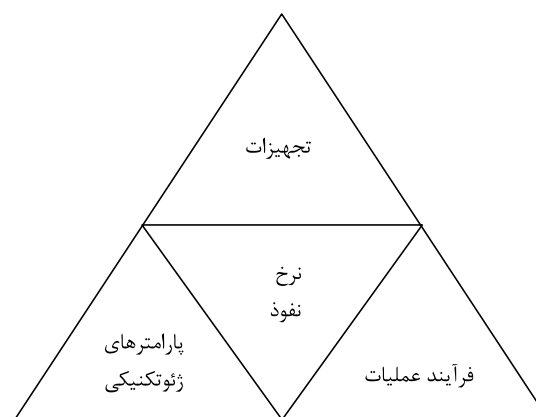 تجهیزات
نرخ
نفوذ
پارامترهای
ژئوتکنیکی
فرآیند عملیات